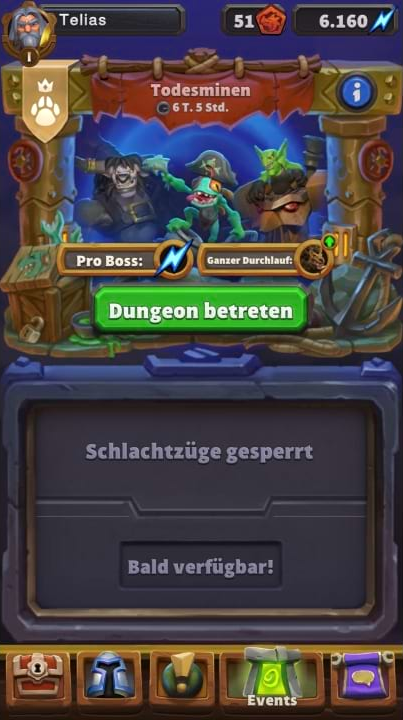 Telias
51
6.160
I
Todesminen
6 T. 5 Std.
i
Pro Boss:
Ganzer Durchlauf:
Dungeon betreten
Schlachtzüge gesperrt
Bald verfügbar!
Events